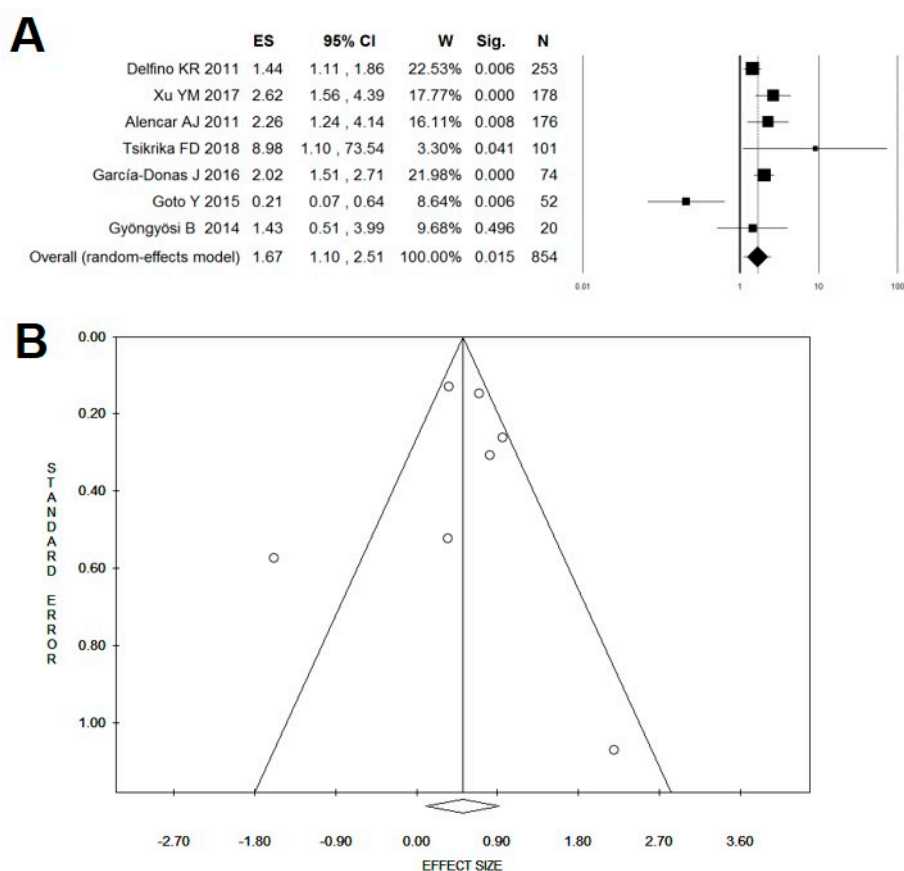 A
ES 95% CI W Sig. N
Delfino KR 2011 1.44 1.11 , 1.86 22.53% 0.006 253
Xu YM 2017 2.62 1.56 , 4.39 17.77% 0.000 178
Alencar AJ 2011 2.26 1.24 , 4.14 16.11% 0.008 176
Tsikrika FD 2018 8.98 1.10 , 73.54 3.30% 0.041 101
García-Donas J 2016 2.02 1.51 , 2.71 21.98% 0.000 74
Goto Y 2015 0.21 0.07 , 0.64 8.64% 0.006 52
Gyöngyösi B 2014 1.43 0.51 , 3.99 9.68% 0.496 20
Overall (random-effects model) 1.67 1.10 , 2.51 100.00% 0.015 854
0.01 1 10 100
B
0.00
0.20
0.40
0.60
0.80
1.00
STANDARD ERROR
-2.70 -1.80 -0.90 0.00 0.90 1.80 2.70 3.60
EFFECT SIZE